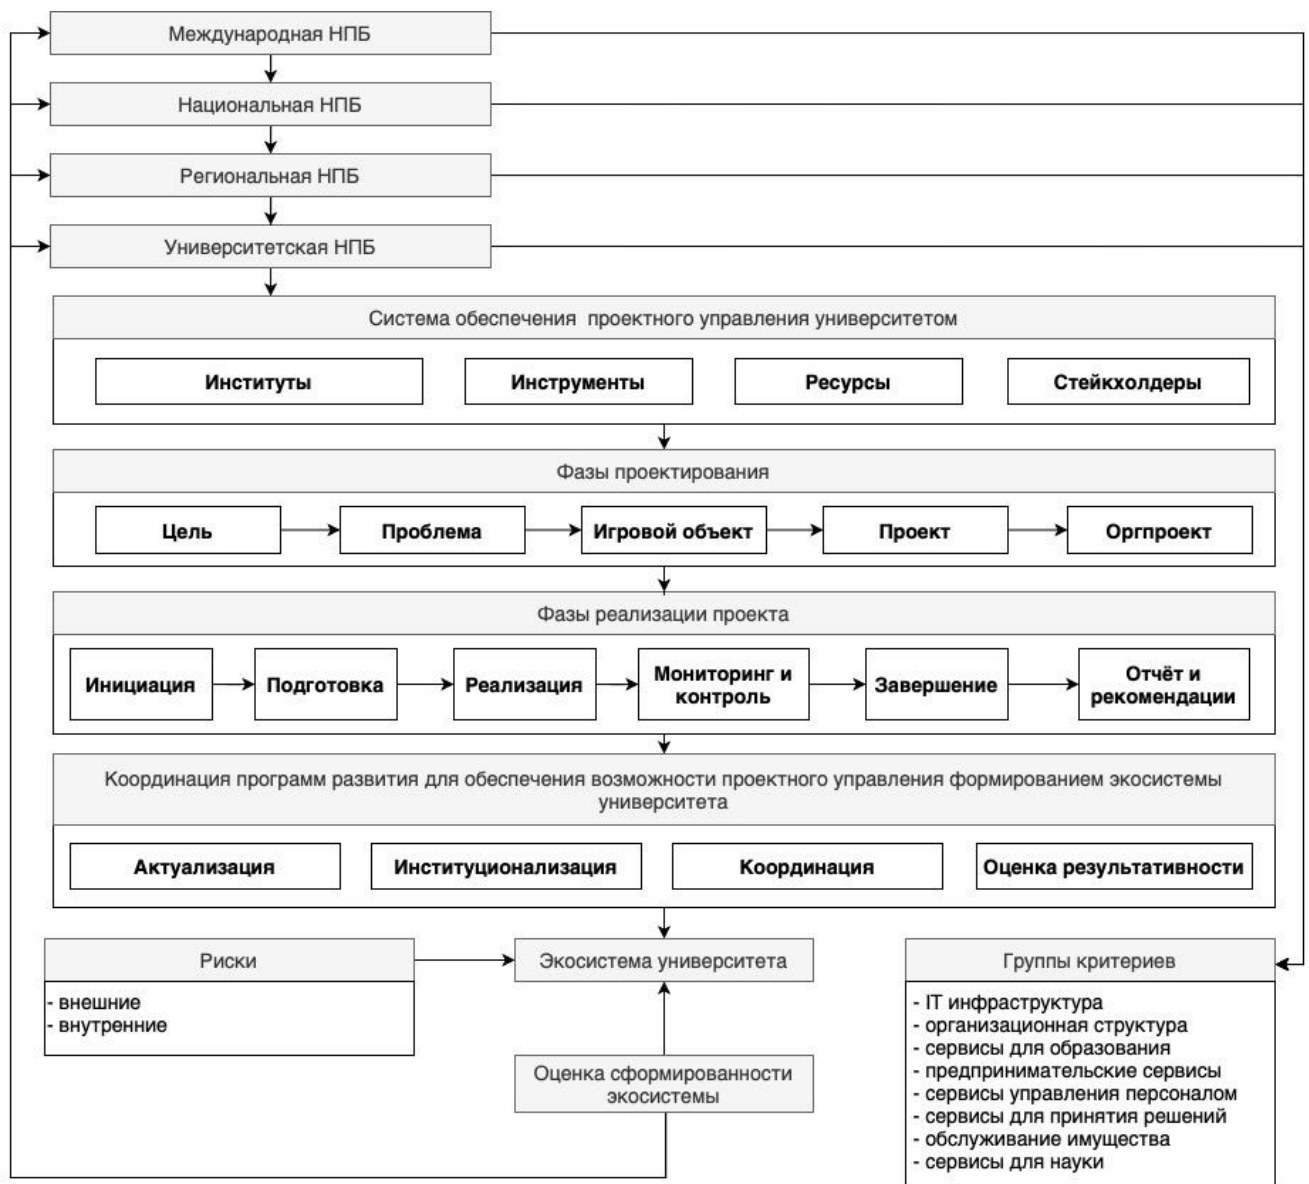 Международная НПБ
Национальная НПБ
Региональная НПБ
Университетская НПБ
Система обеспечения проектного управления университетом
Институты
Инструменты
Ресурсы
Стейкхолдеры
Фазы проектирования
Цель
Проблема
Игровой объект
Проект
Оргпроект
Фазы реализации проекта
Инициация
Подготовка
Реализация
Мониторинг и
контроль
Завершение
Отчёт и
рекомендации
Координация программ развития для обеспечения возможности проектного управления формированием экосистемы
университета
Актуализация
Институционализация
Координация
Оценка результативности
Риски
- внешние
- внутренние
Экосистема университета
Оценка сформированности
экосистемы
Группы критериев
- IT инфраструктура
- организационная структура
- сервисы для образования
- предпринимательские сервисы
- сервисы управления персоналом
- сервисы для принятия решений
- обслуживание имущества
- сервисы для науки